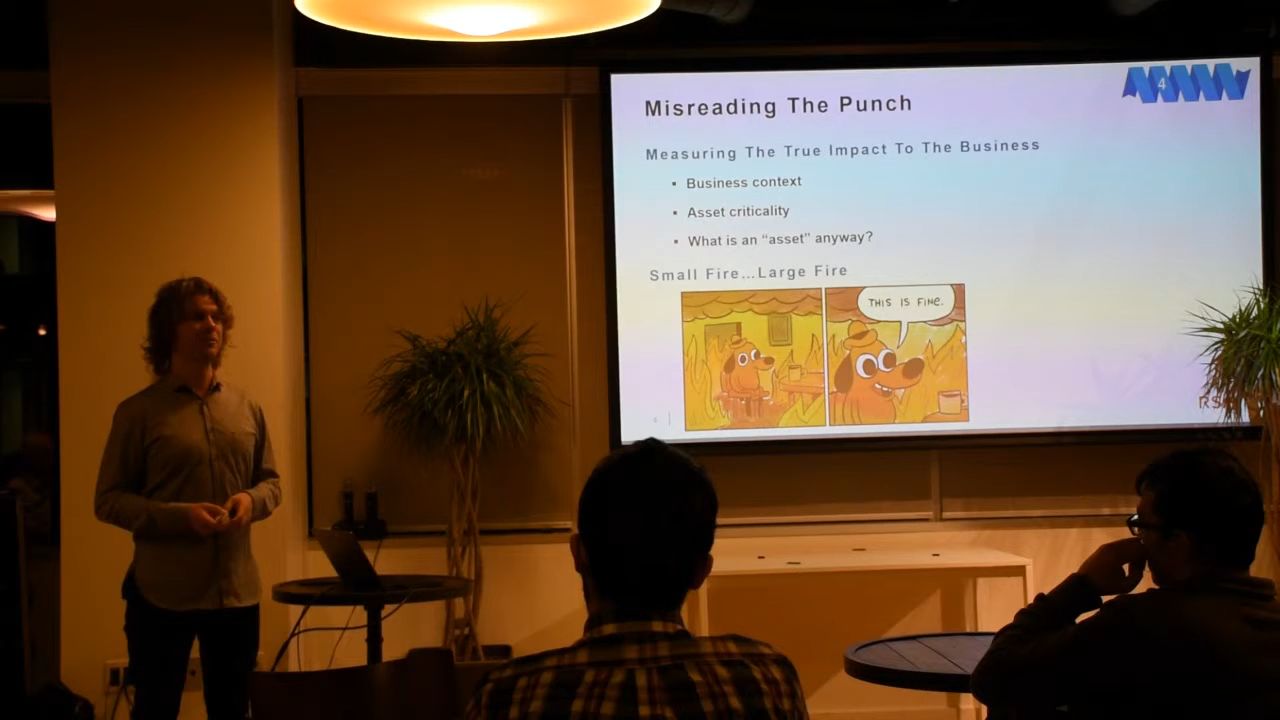 4
Misreading The Punch
Measuring The True Impact To The Business
▪ Business context
▪ Asset criticality
▪ What is an “asset” anyway?
Small Fire...Large Fire
THIS IS FINE.